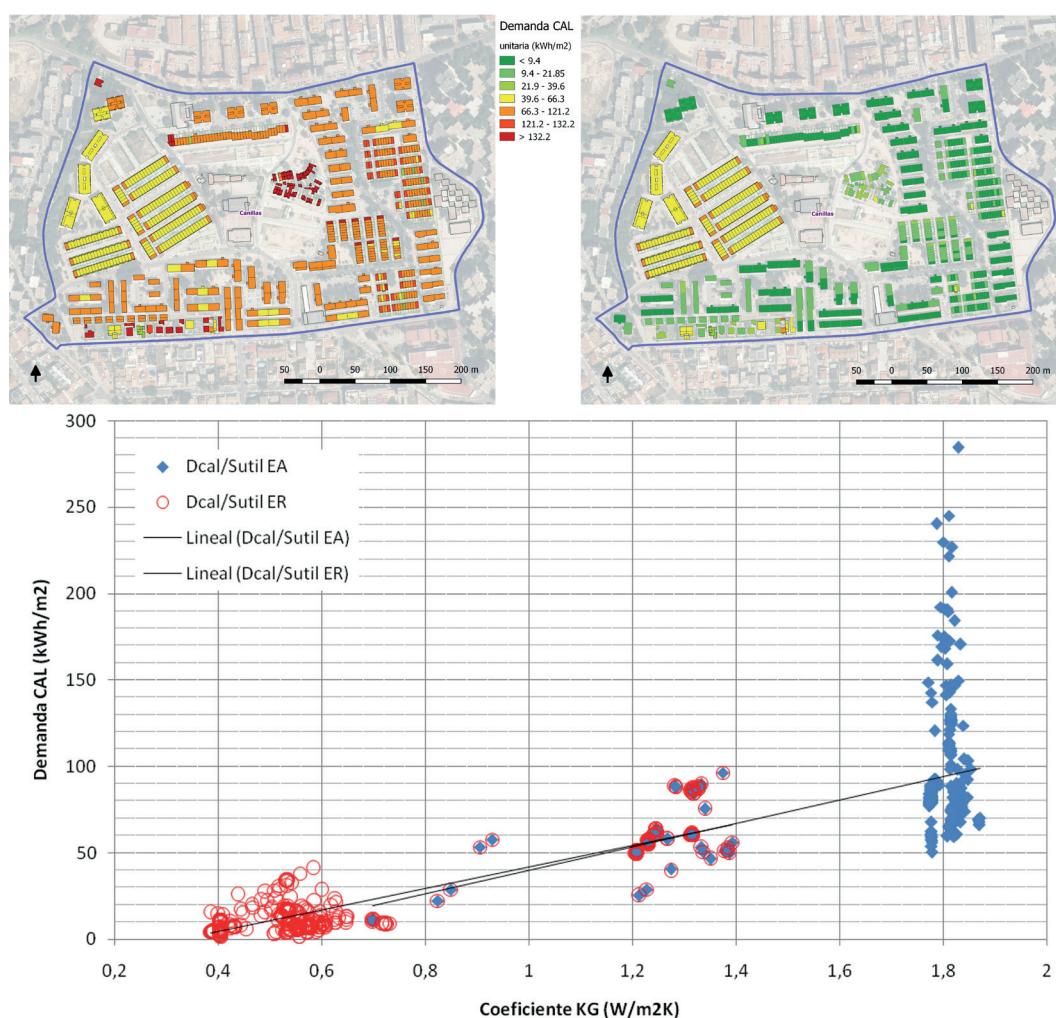 Demanda CAL
unitaria (kWh/m2)
< 9.4
9.4 - 21.85
21.9 - 39.6
39.6 - 66.3
66.3 - 121.2
121.2 - 132.2
> 132.2
Canillas
Canillas
50 0 50 100 150 200 m
50 0 50 100 150 200 m
300
250
200
150
100
50
0
Demanda CAL (kWh/m2)
Dcal/Sutil EA
Dcal/Sutil ER
Lineal (Dcal/Sutil EA)
Lineal (Dcal/Sutil ER)
0,2 0,4 0,6 0,8 1 1,2 1,4 1,6 1,8 2
Coeficiente KG (W/m2K)